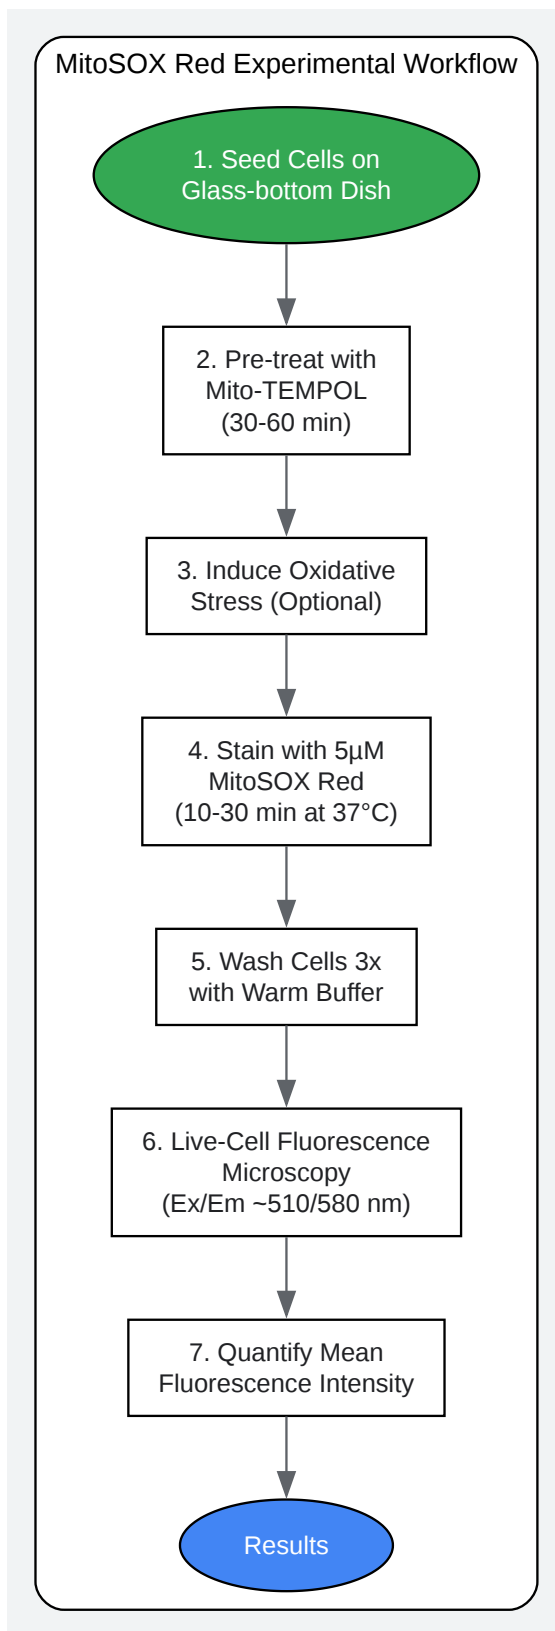 MitoSOX Red Experimental Workflow
1. Seed Cells on
Glass-bottom Dish
2. Pre-treat with
Mito-TEMPOL
(30-60 min)
3. Induce Oxidative
Stress (Optional)
4. Stain with 5µM
MitoSOX Red
(10-30 min at 37°C)
5. Wash Cells 3x
with Warm Buffer
6. Live-Cell Fluorescence
Microscopy
(Ex/Em ~510/580 nm)
7. Quantify Mean
Fluorescence Intensity
Results